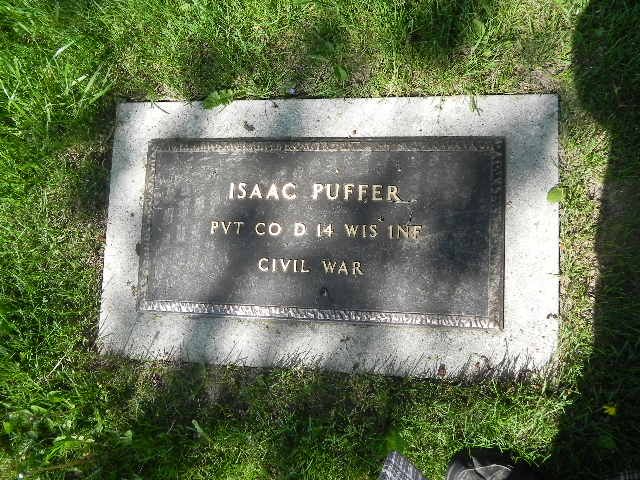 ISAAC PUFFER
PVT CO D 14 WIS INF
CIVIL WAR